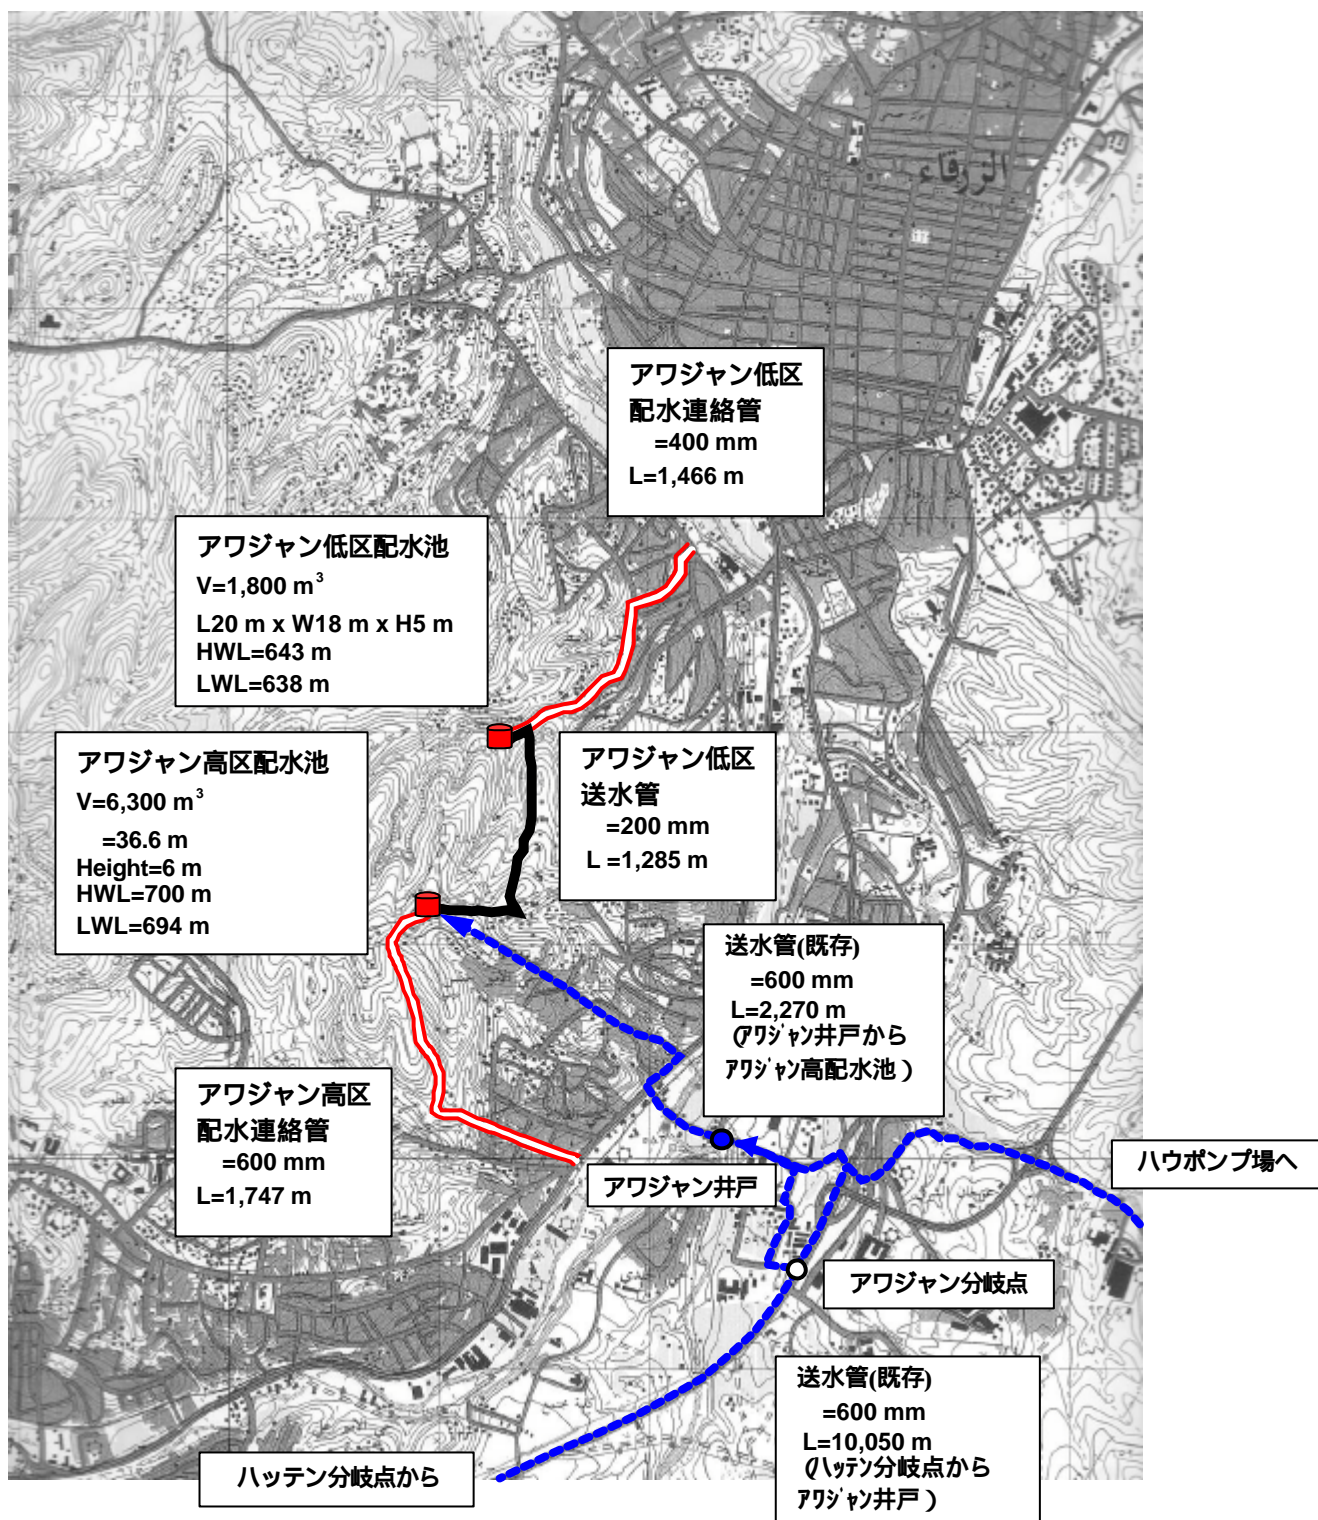 الزرقاء
アワジャン低区
配水連絡管
=400 mm
L=1,466 m
アワジャン低区配水池
V=1,800 m³
L20 m x W18 m x H5 m
HWL=643 m
LWL=638 m
アワジャン高区配水池
V=6,300 m³
=36.6 m
Height=6 m
HWL=700 m
LWL=694 m
アワジャン低区
送水管
=200 mm
L =1,285 m
送水管(既存)
=600 mm
L=2,270 m
(ｱﾜｼﾞｬﾝ井戸から
ｱﾜｼﾞｬﾝ高配水池）
アワジャン高区
配水連絡管
=600 mm
L=1,747 m
アワジャン井戸
ハウポンプ場へ
アワジャン分岐点
送水管(既存)
=600 mm
L=10,050 m
(ﾊｯﾃﾝ分岐点から
ｱﾜｼﾞｬﾝ井戸）
ハッテン分岐点から